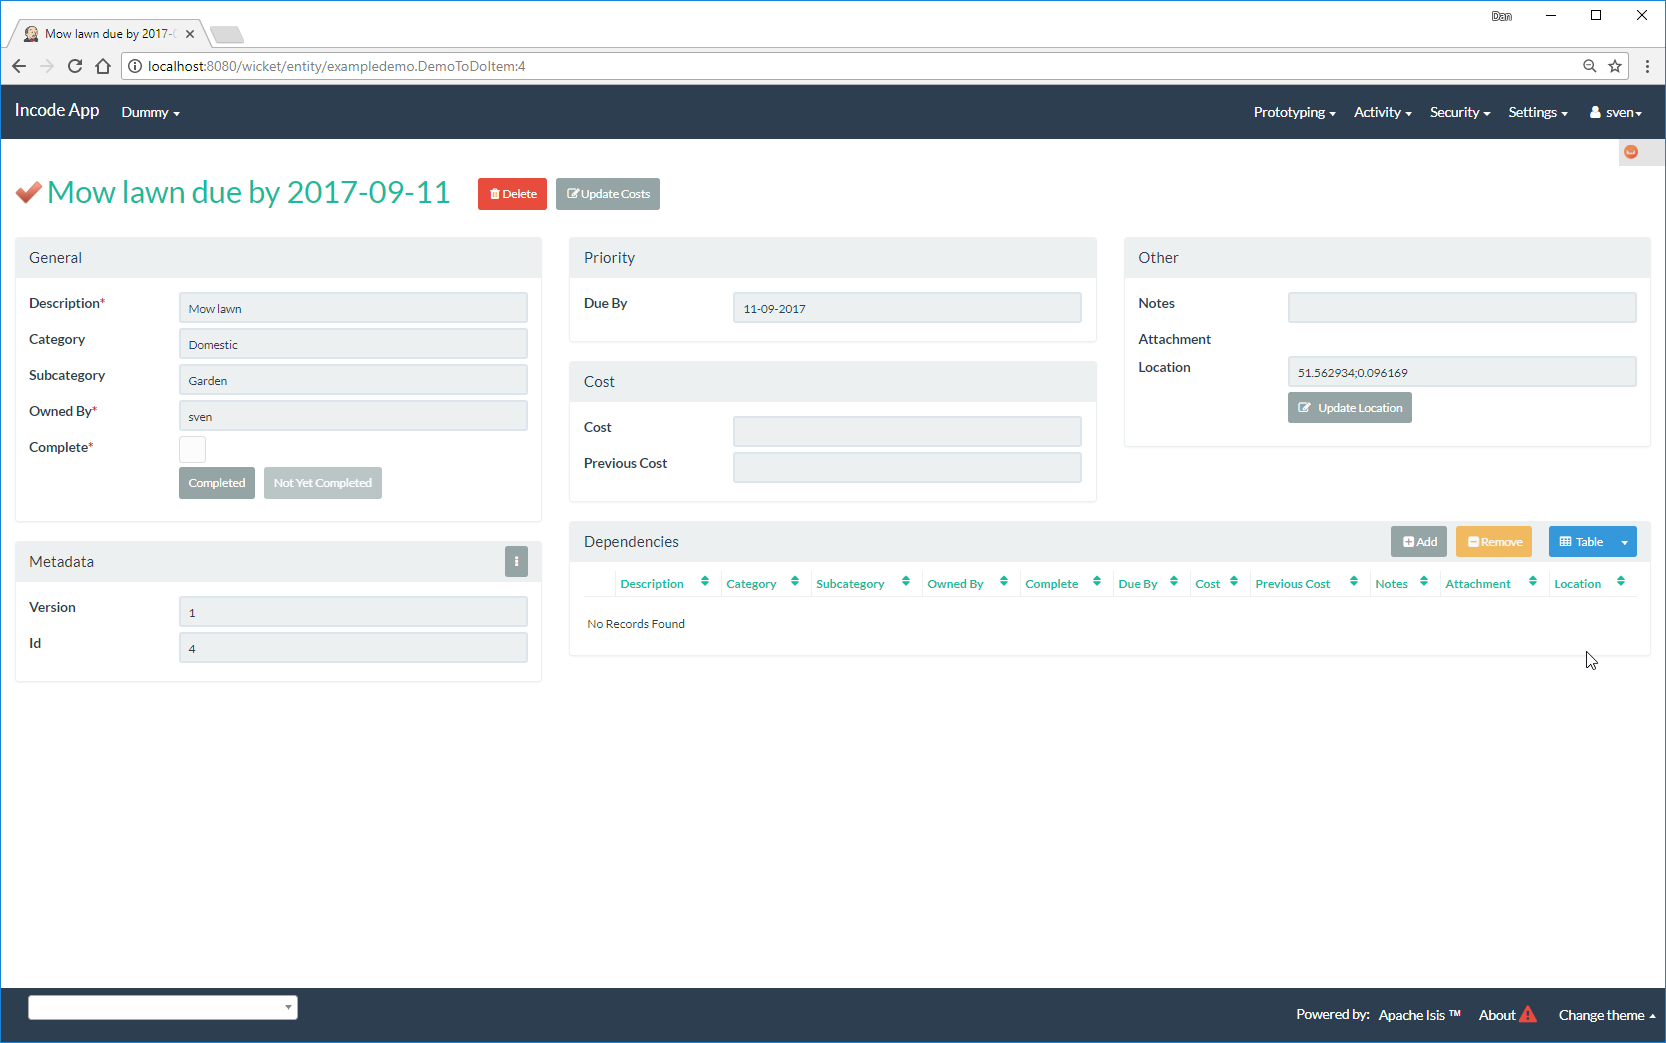 Dan
Mow lawn due by 2017-0
localhost:8080/wicket/entity/exampledemo.DemoToDoItem:4
Incode App
Dummy
Prototyping
Activity
Security
Settings
sven
Mow lawn due by 2017-09-11
Delete
Update Costs
General
Description*
Mow lawn
Category
Domestic
Subcategory
Garden
Owned By*
sven
Complete*
Completed
Not Yet Completed
Metadata
Version
1
Id
4
Priority
Due By
11-09-2017
Cost
Cost
Previous Cost
Other
Notes
Attachment
Location
51.562934;0.096169
Update Location
Dependencies
Add
Remove
Table
Description Category Subcategory Owned By Complete Due By Cost Previous Cost Notes Attachment Location
No Records Found
Powered by: Apache Isis ™ About Change theme